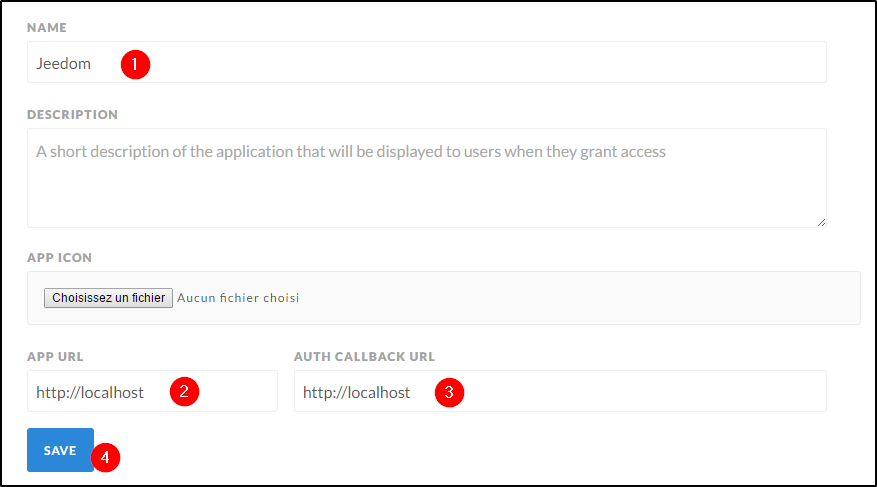 NAME
Jeedom 1
DESCRIPTION
A short description of the application that will be displayed to users when they grant access
APP ICON
Choisissez un fichier Aucun fichier choisi
APP URL AUTH CALLBACK URL
http://localhost 2 http://localhost 3
SAVE 4